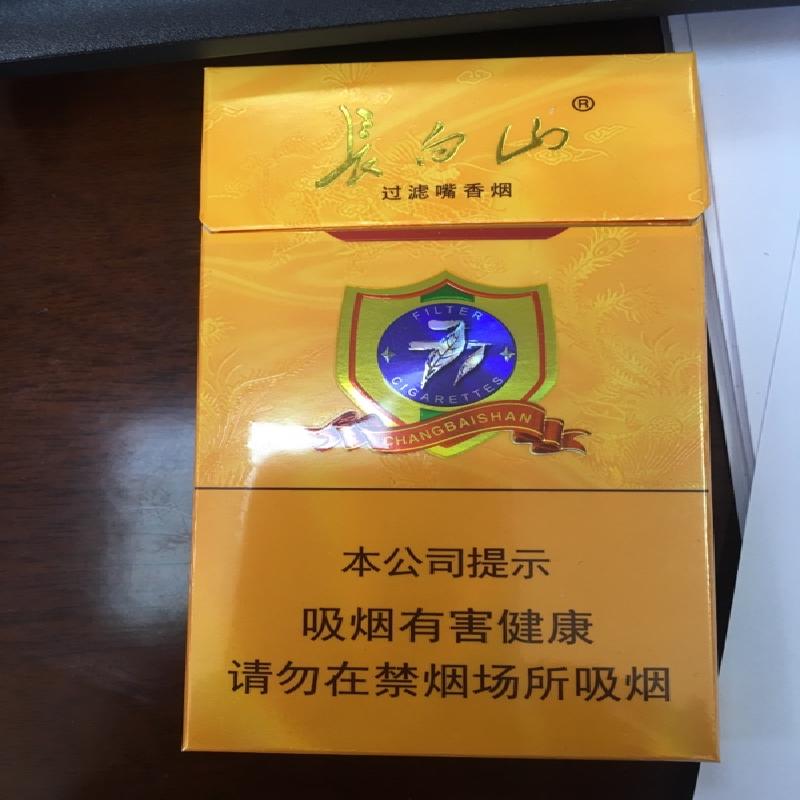 長白山®
过滤嘴香烟
FILTER
CIGARETTES
CHANGBAISHAN
本公司提示
吸烟有害健康
请勿在禁烟场所吸烟